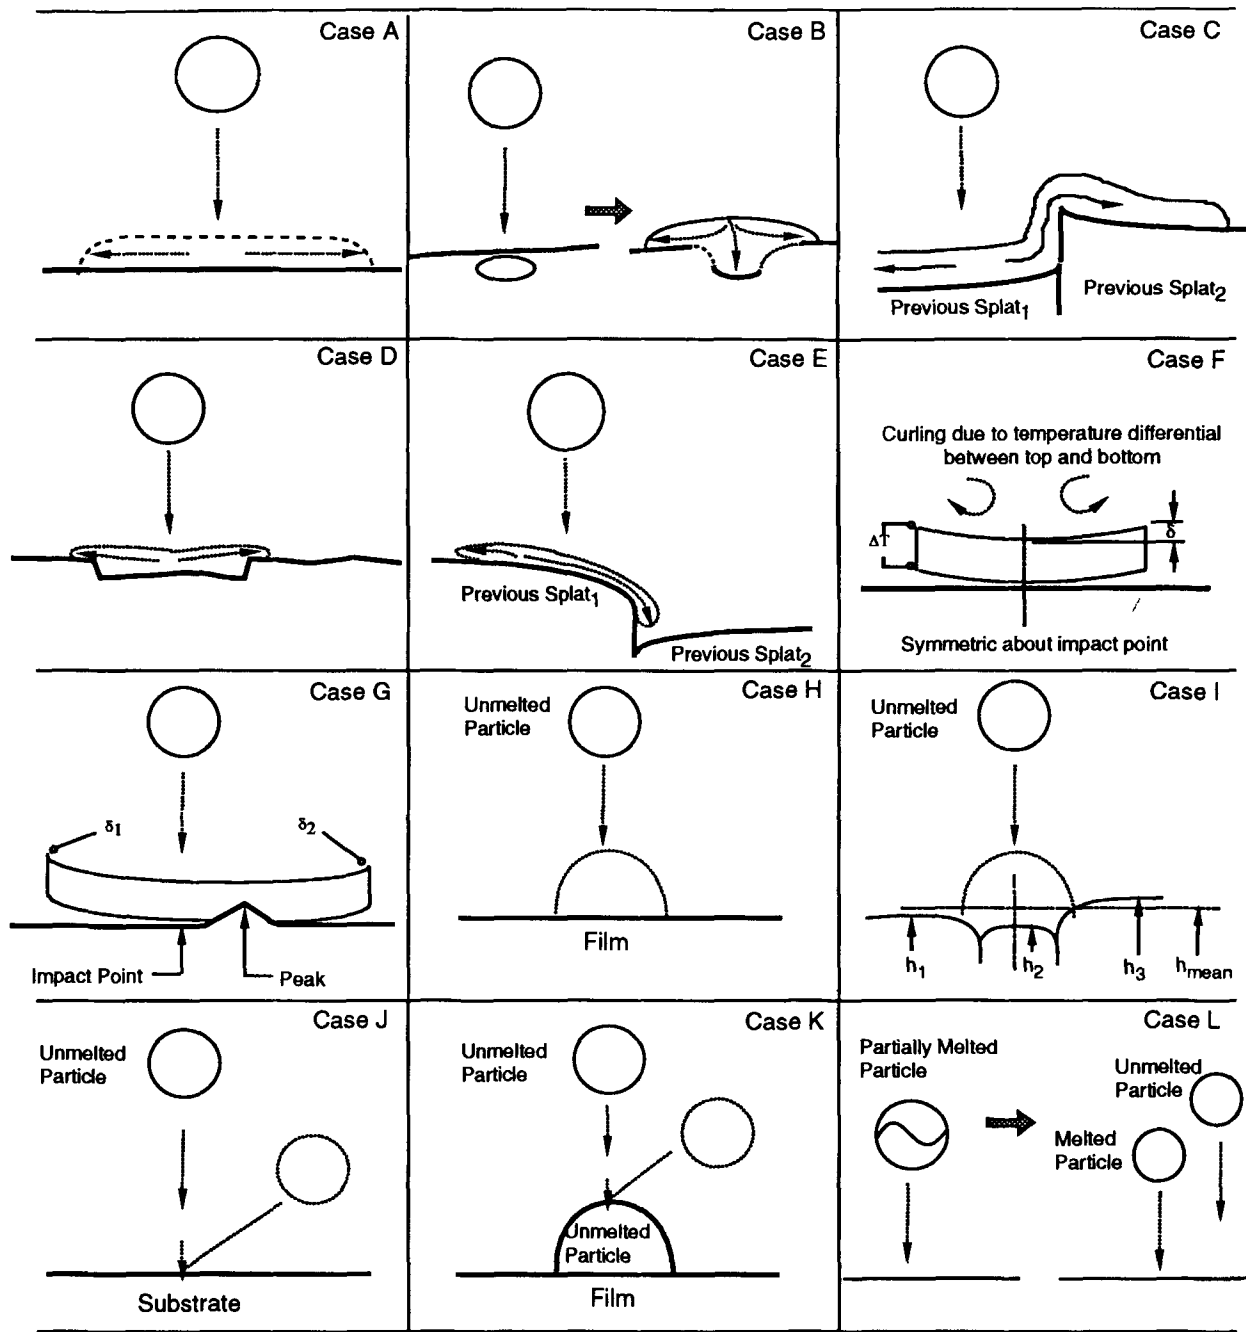 Case A
Case B
Case C
Previous Splat1
Previous Splat2
Case D
Case E
Previous Splat1
Previous Splat2
Case F
Curling due to temperature differential
between top and bottom
ΔT
δ
Symmetric about impact point
Case G
δ1
δ2
Impact Point
Peak
Case H
Unmelted
Particle
Film
Case I
Unmelted
Particle
h1
h2
h3
hmean
Case J
Unmelted
Particle
Substrate
Case K
Unmelted
Particle
Unmelted
Particle
Film
Case L
Partially Melted
Particle
Unmelted
Particle
Melted
Particle